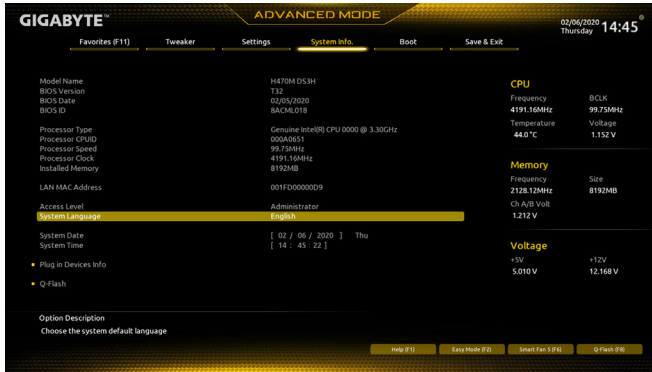 GIGABYTE™
ADVANCED MODE
02/06/2020
Thursday
14:45
Favorites (F11) Tweaker Settings System Info. Boot Save & Exit
Model Name H470M DS3H
BIOS Version T32
BIOS Date 02/05/2020
BIOS ID 8ACML018
Processor Type Genuine Intel(R) CPU 0000 @ 3.30GHz
Processor CPUID 000A0651
Processor Speed 99.75MHz
Processor Clock 4191.16MHz
Installed Memory 8192MB
LAN MAC Address 001FD00000D9
Access Level Administrator
System Language English
System Date [ 02 / 06 / 2020 ] Thu
System Time [ 14 : 45 : 22 ]
Plug in Devices Info
Q-Flash
CPU
Frequency BCLK
4191.16MHz 99.75MHz
Temperature Voltage
44.0 °C 1.152 V
Memory
Frequency Size
2128.12MHz 8192MB
Ch A/B Volt
1.212 V
Voltage
+5V +12V
5.010 V 12.168 V
Option Description
Choose the system default language
Help (F1) Easy Mode (F2) Smart Fan 5 (F6) Q-Flash (F8)